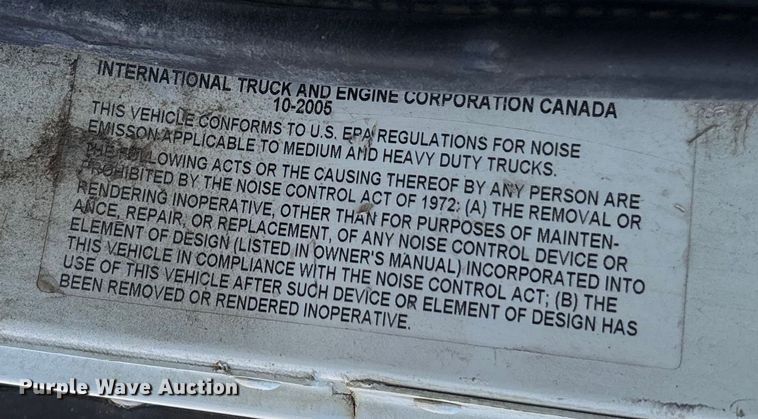 INTERNATIONAL TRUCK AND ENGINE CORPORATION CANADA
10-2005
THIS VEHICLE CONFORMS TO U.S. EPA REGULATIONS FOR NOISE
EMISSON APPLICABLE TO MEDIUM AND HEAVY DUTY TRUCKS.
THE FOLLOWING ACTS OR THE CAUSING THEREOF BY ANY PERSON ARE
PROHIBITED BY THE NOISE CONTROL ACT OF 1972: (A) THE REMOVAL OR
RENDERING INOPERATIVE, OTHER THAN FOR PURPOSES OF MAINTEN-
ANCE, REPAIR, OR REPLACEMENT, OF ANY NOISE CONTROL DEVICE OR
ELEMENT OF DESIGN (LISTED IN OWNER'S MANUAL) INCORPORATED INTO
THIS VEHICLE IN COMPLIANCE WITH THE NOISE CONTROL ACT; (B) THE
USE OF THIS VEHICLE AFTER SUCH DEVICE OR ELEMENT OF DESIGN HAS
BEEN REMOVED OR RENDERED INOPERATIVE.
Purple Wave Auction